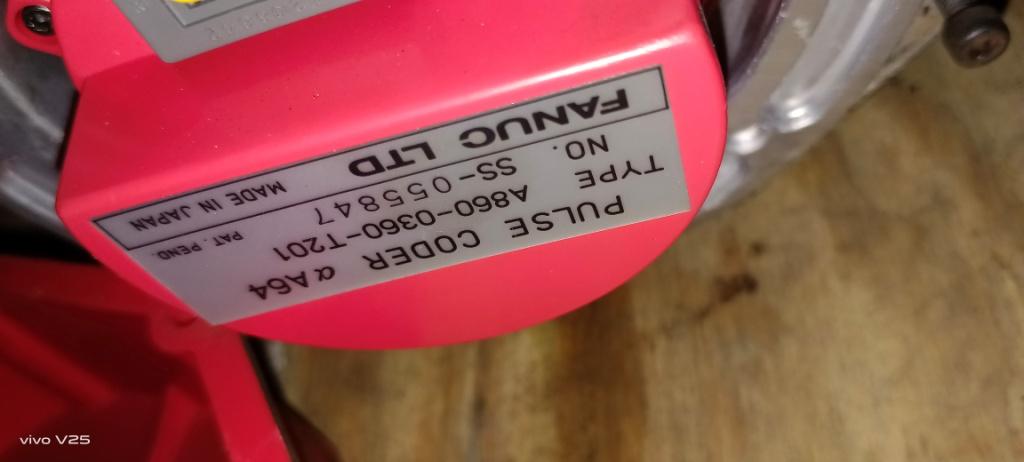 PULSE CODER αA64
TYPE A860-0360-T201
NO. SS-055847 PAT. PEND.
FANUC LTD MADE IN JAPAN
vivo V25